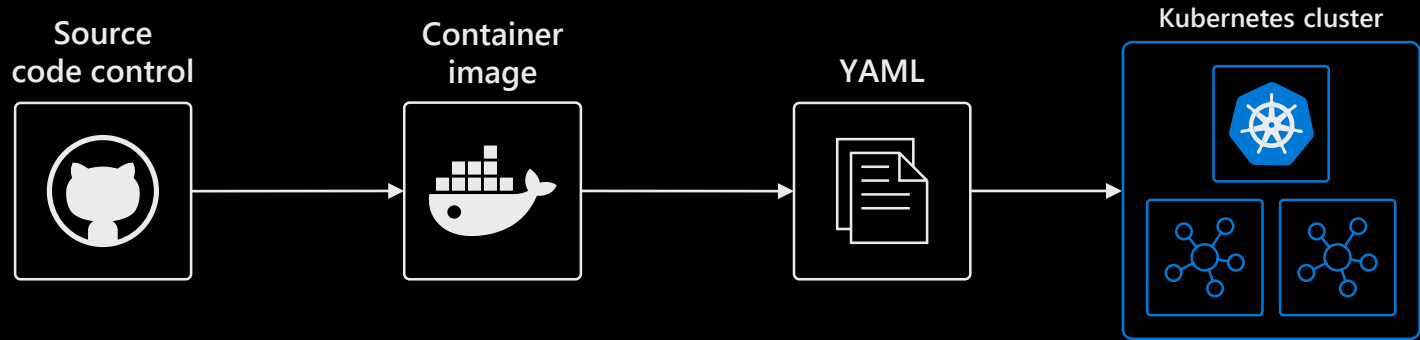 Source
code control
Container
image
YAML
Kubernetes cluster